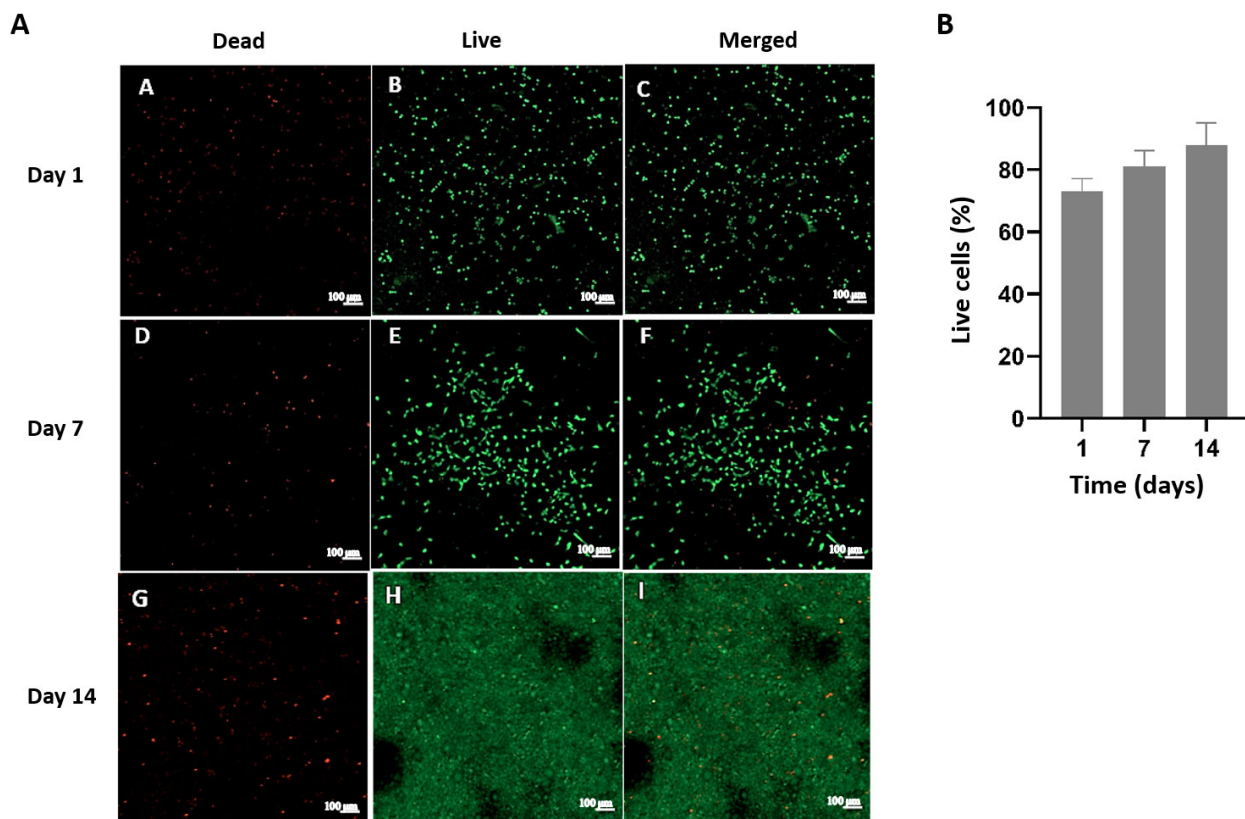 A
Dead Live Merged
Day 1
A B C
100 µm 100 µm 100 µm
Day 7
D E F
100 µm 100 µm 100 µm
Day 14
G H I
100 µm 100 µm 100 µm
B
Live cells (%)
100
80
60
40
20
0
1 7 14
Time (days)